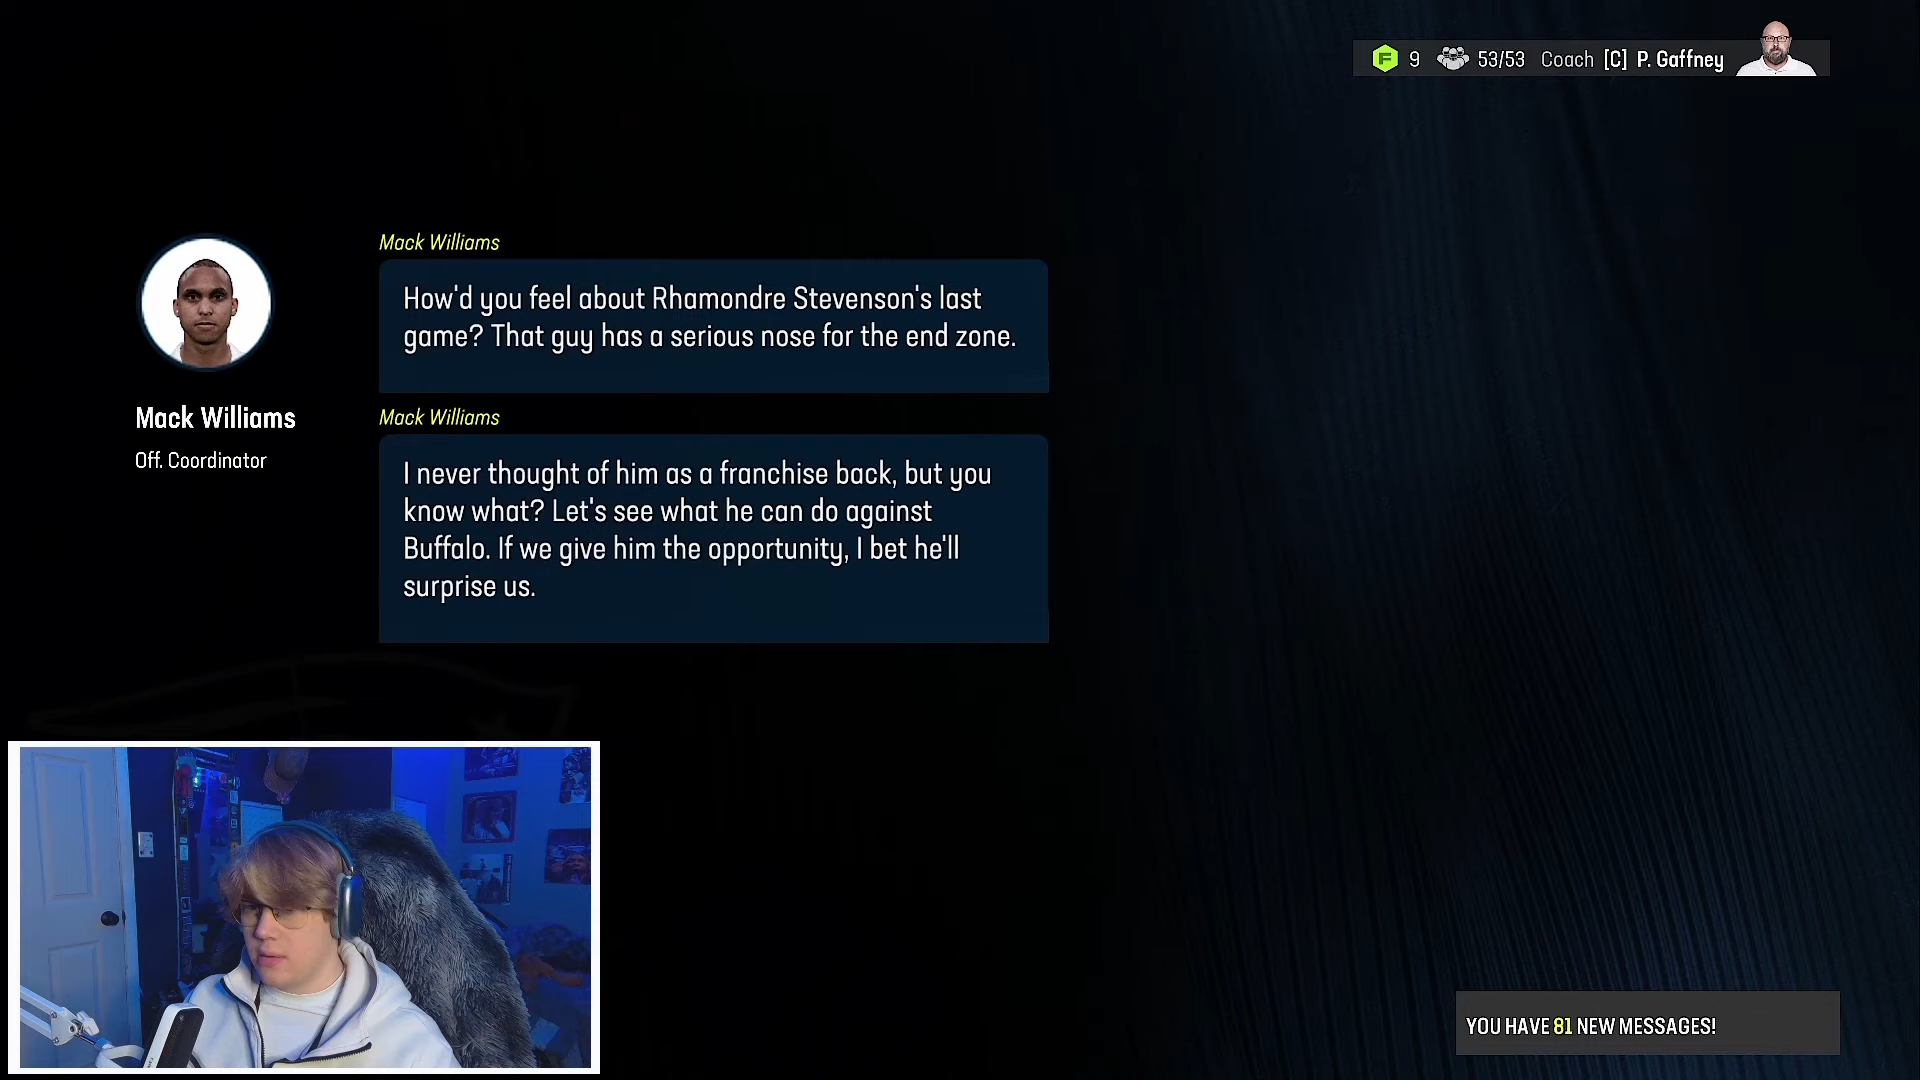 F 9 53/53 Coach [C] P. Gaffney
Mack Williams
How'd you feel about Rhamondre Stevenson's last
game? That guy has a serious nose for the end zone.
Mack Williams
Off. Coordinator
Mack Williams
I never thought of him as a franchise back, but you
know what? Let's see what he can do against
Buffalo. If we give him the opportunity, I bet he'll
surprise us.
YOU HAVE 81 NEW MESSAGES!